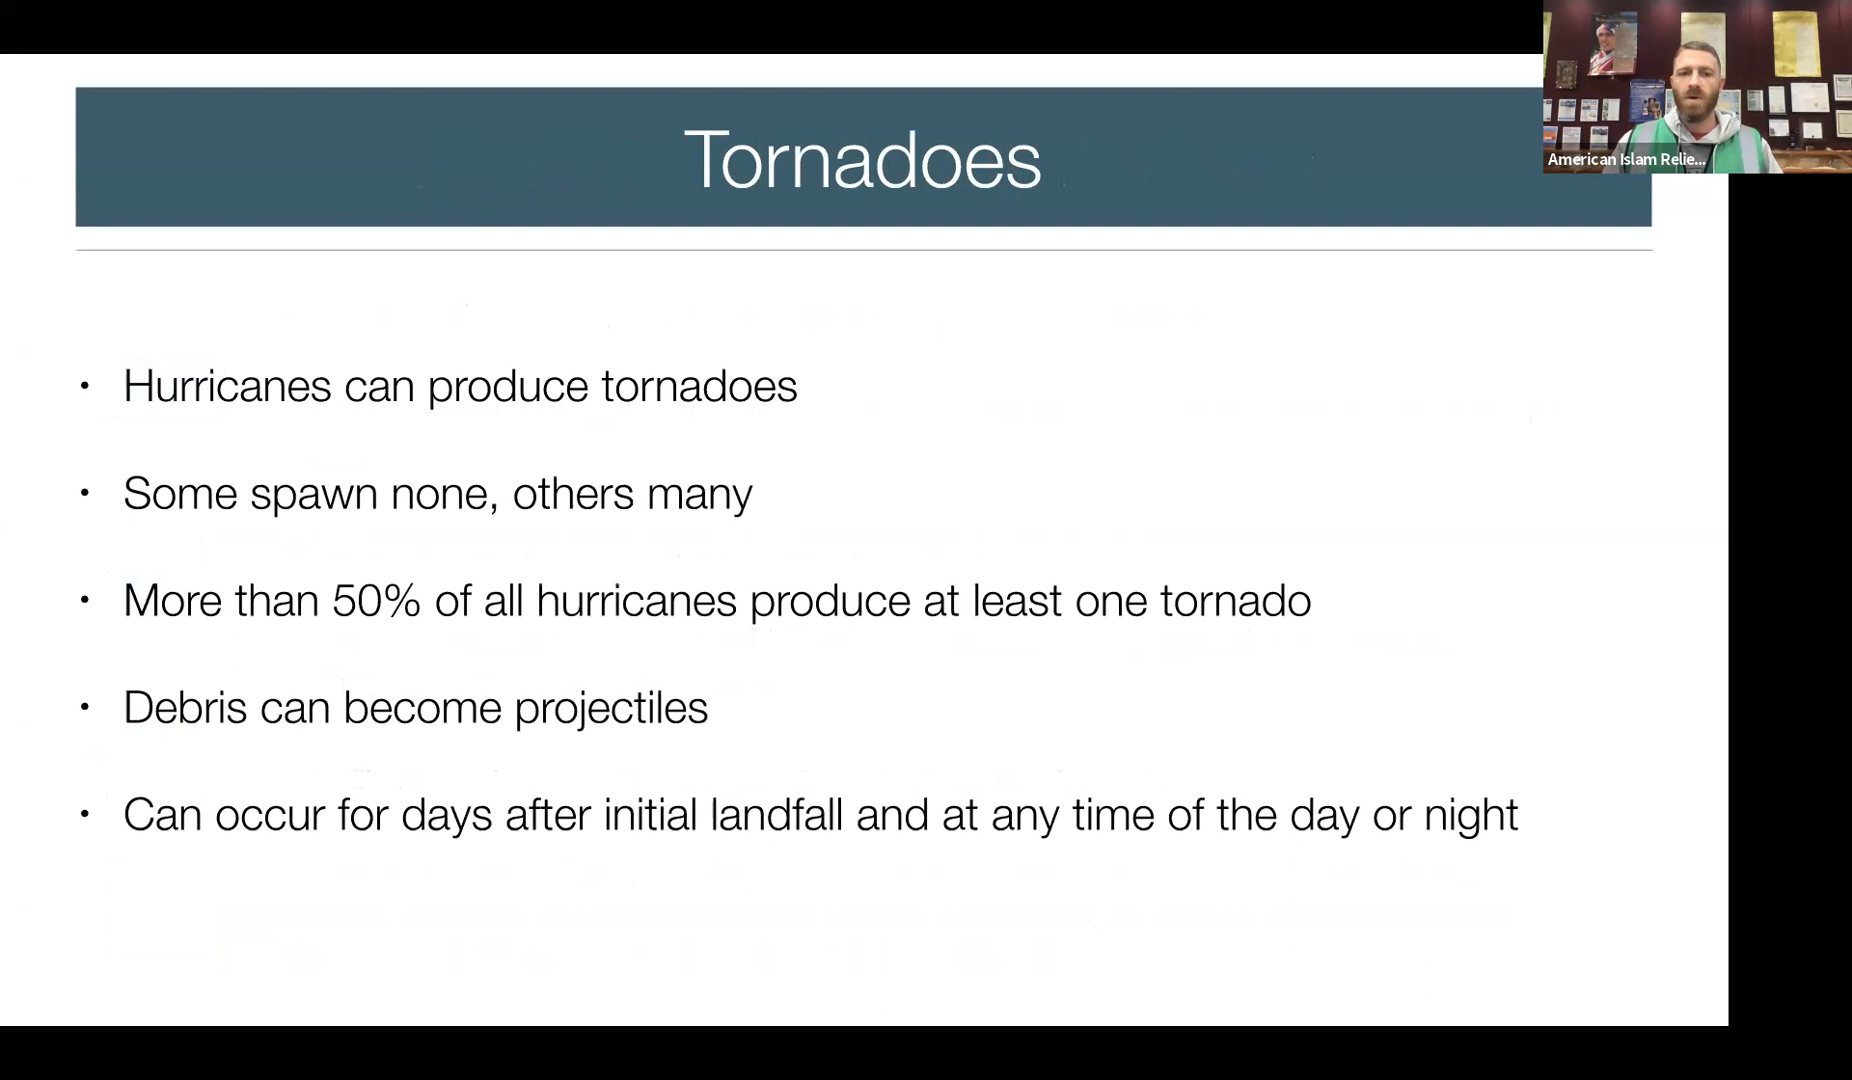 Tornadoes
American Islam Relie...
• Hurricanes can produce tornadoes
• Some spawn none, others many
• More than 50% of all hurricanes produce at least one tornado
• Debris can become projectiles
• Can occur for days after initial landfall and at any time of the day or night